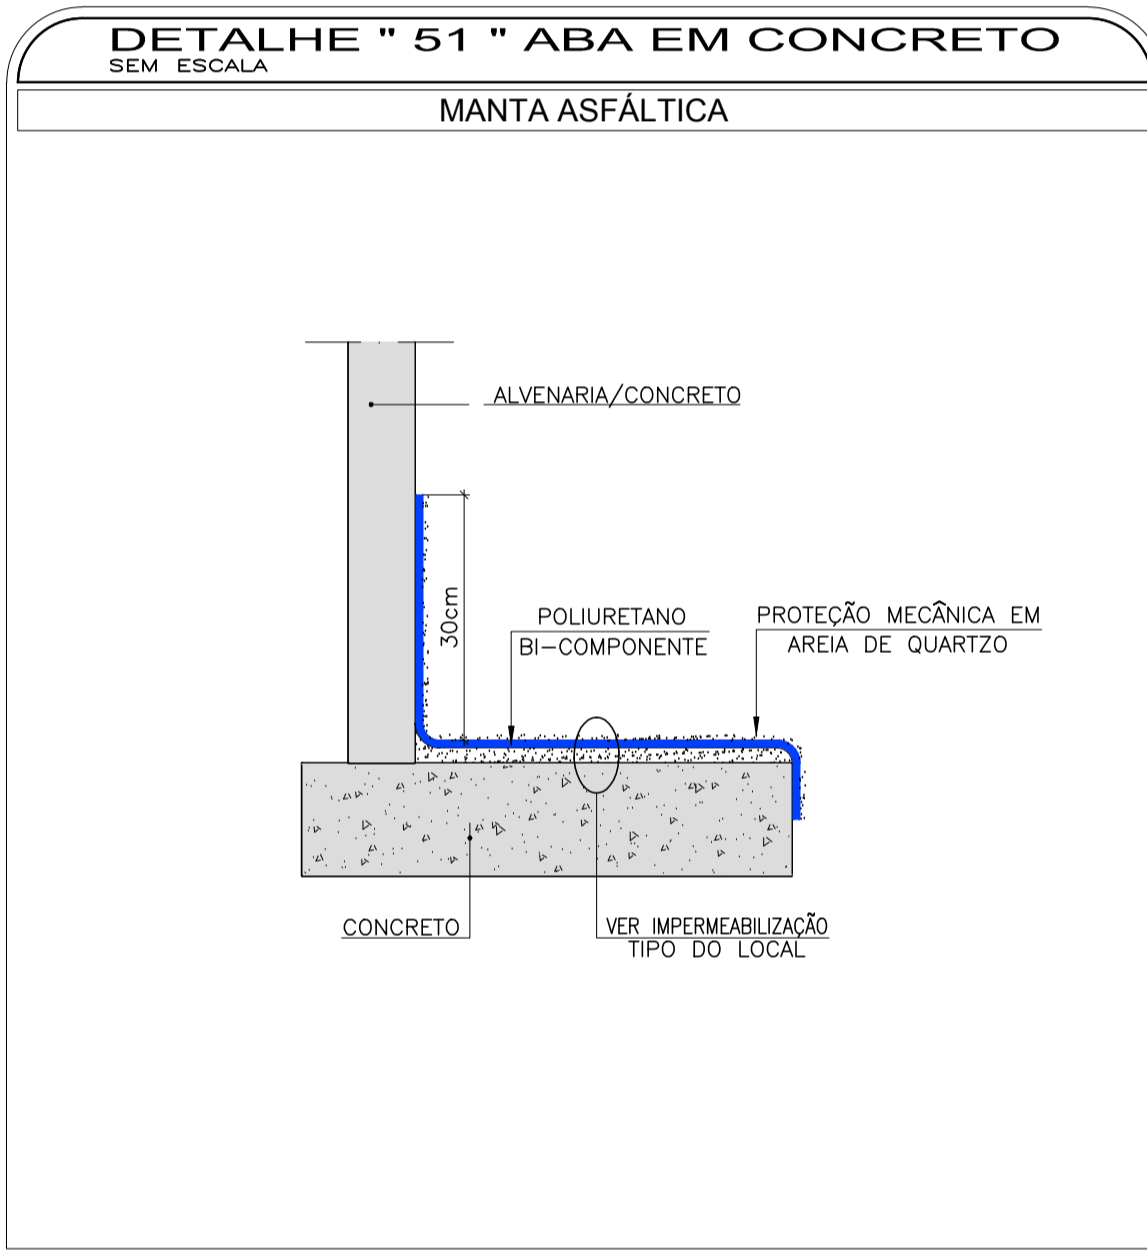 DETALHE " 51 " ABA EM CONCRETO
SEM ESCALA
MANTA ASFÁLTICA
ALVENARIA/CONCRETO
30cm
POLIURETANO
BI-COMPONENTE
PROTEÇÃO MECÂNICA EM
AREIA DE QUARTZO
CONCRETO
VER IMPERMEABILIZAÇÃO
TIPO DO LOCAL